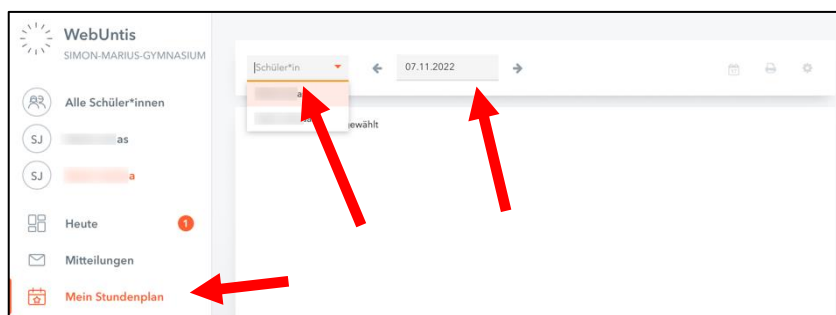 WebUntis
SIMON-MARIUS-GYMNASIUM
Alle Schüler*innen
SJ as
SJ a
Heute 1
Mitteilungen
Mein Stundenplan
Schüler*in 07.11.2022
ewählt